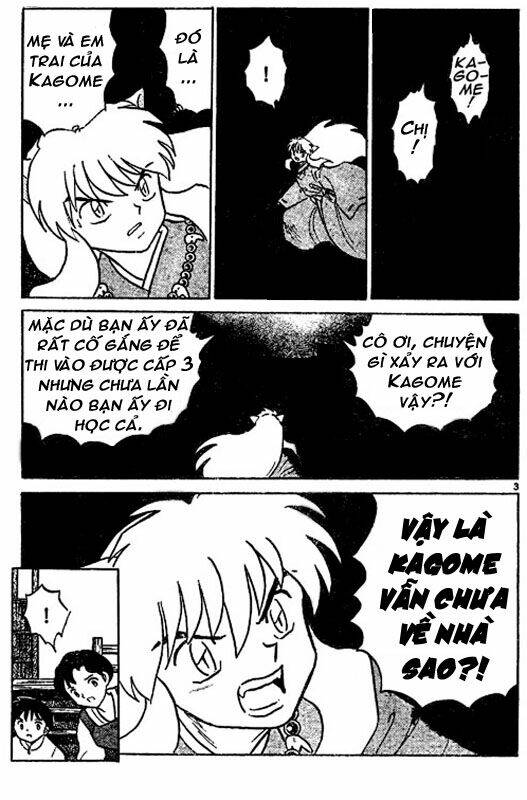 KA-
GO-
ME!
CHỊ
!
!
ĐÓ
LÀ
...
MẸ VÀ EM
TRAI CỦA
KAGOME
...
CÔ ƠI, CHUYỆN
GÌ XẢY RA VỚI
KAGOME
VẬY?!
MẶC DÙ BẠN ẤY ĐÃ
RẤT CỐ GẮNG ĐỂ
THI VÀO ĐƯỢC CẤP 3
NHƯNG CHƯA LẦN
NÀO BẠN ẤY ĐI
HỌC CẢ.
3
VẬY LÀ
KAGOME
VẪN CHƯA
VỀ NHÀ
SAO?!
!